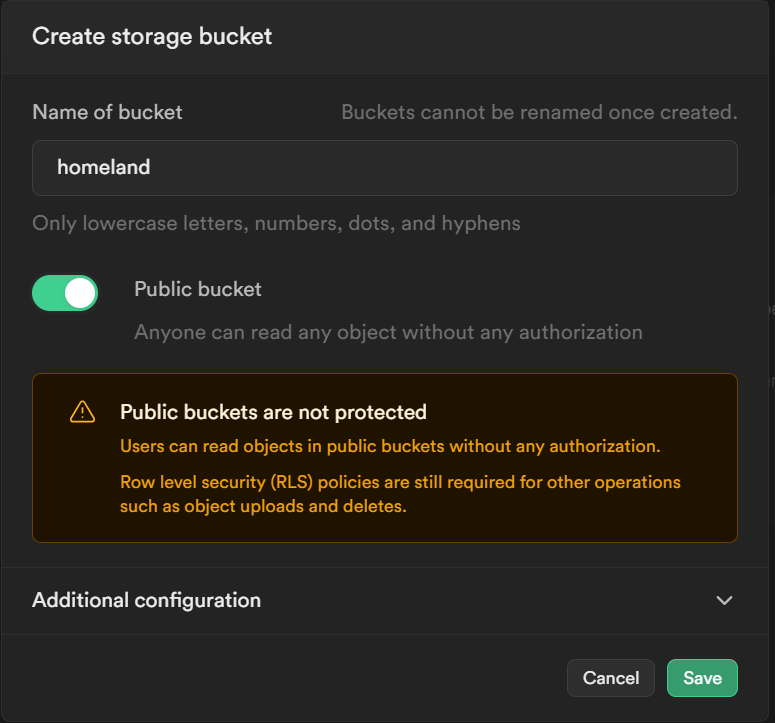 Create storage bucket
Name of bucket
Buckets cannot be renamed once created.
homeland
Only lowercase letters, numbers, dots, and hyphens
Public bucket
Anyone can read any object without any authorization
Public buckets are not protected
Users can read objects in public buckets without any authorization.
Row level security (RLS) policies are still required for other operations
such as object uploads and deletes.
Additional configuration
Cancel
Save